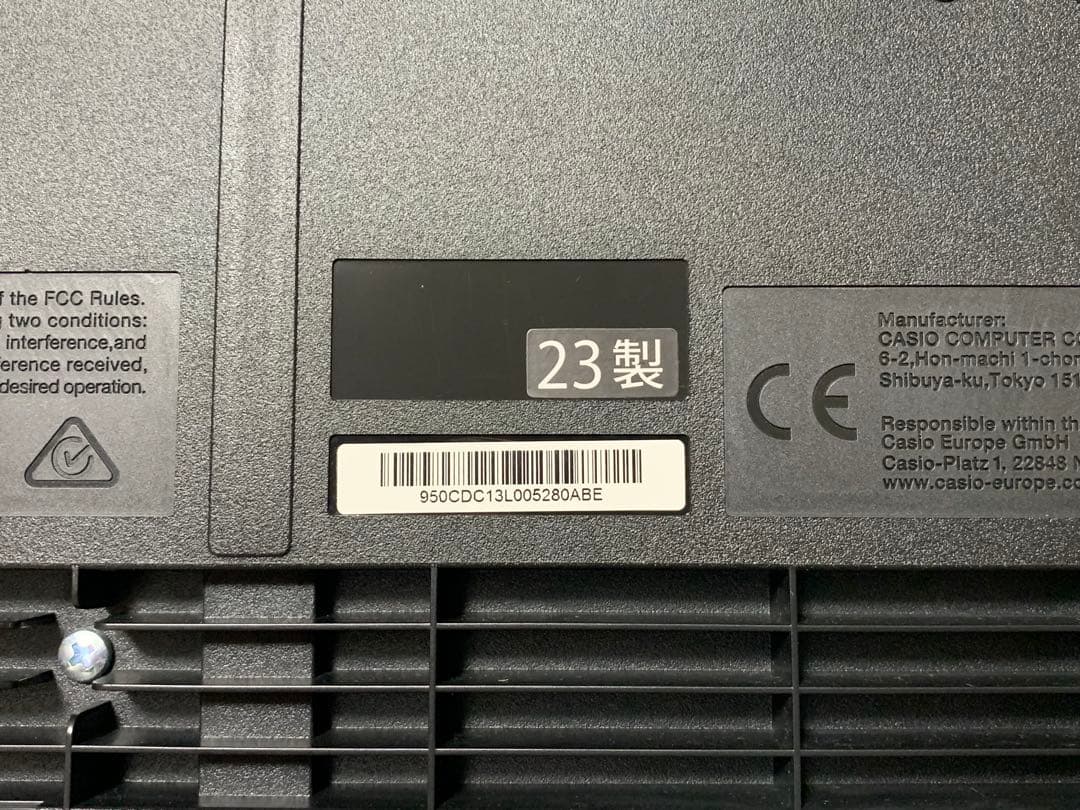 f the FCC Rules.
two conditions:
interference,and
erence received,
desired operation.
23製
950CDC13L005280ABE
CE
Manufacturer:
CASIO COMPUTER CO
6-2,Hon-machi 1-chom
Shibuya-ku,Tokyo 151
Responsible within th
Casio Europe GmbH
Casio-Platz 1, 22848 N
www.casio-europe.co